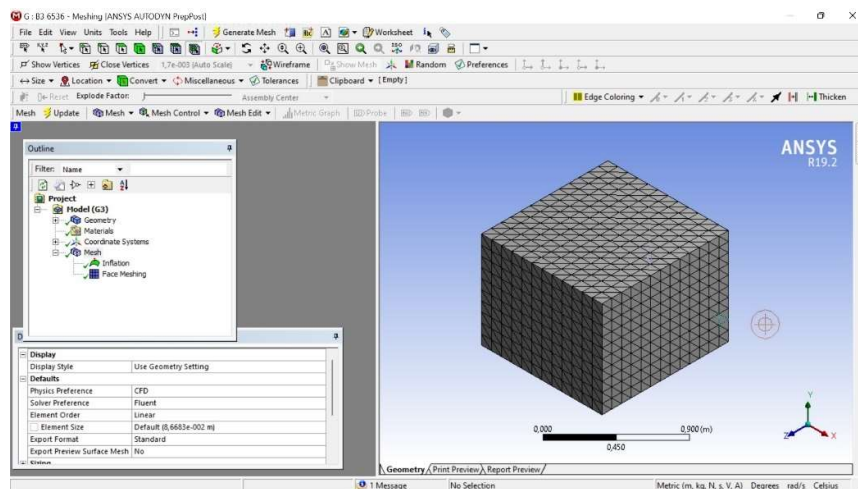 G : B3 6536 - Meshing [ANSYS AUTODYN PrepPost]
File Edit View Units Tools Help Generate Mesh Worksheet
Show Vertices Close Vertices 1,7e-003 (Auto Scale) Wireframe Show Mesh Random Preferences
Size Location Convert Miscellaneous Tolerances Clipboard [Empty]
Reset Explode Factor: Assembly Center Edge Coloring Thicken
Mesh Update Mesh Mesh Control Mesh Edit Metric Graph Probe
Outline
ANSYS
R19.2
Filter: Name
Project
Model (G3)
Geometry
Materials
Coordinate Systems
Mesh
Inflation
Face Meshing
D
Display
Display Style Use Geometry Setting
Defaults
Physics Preference CFD
Solver Preference Fluent
Element Order Linear
Element Size Default (8,6683e-002 m)
Export Format Standard
Export Preview Surface Mesh No
Sizing
0,000 0,900 (m)
0,450
Y
Z X
Geometry Print Preview Report Preview
1 Message No Selection Metric (m, kg, N, s, V, A) Degrees rad/s Celsius